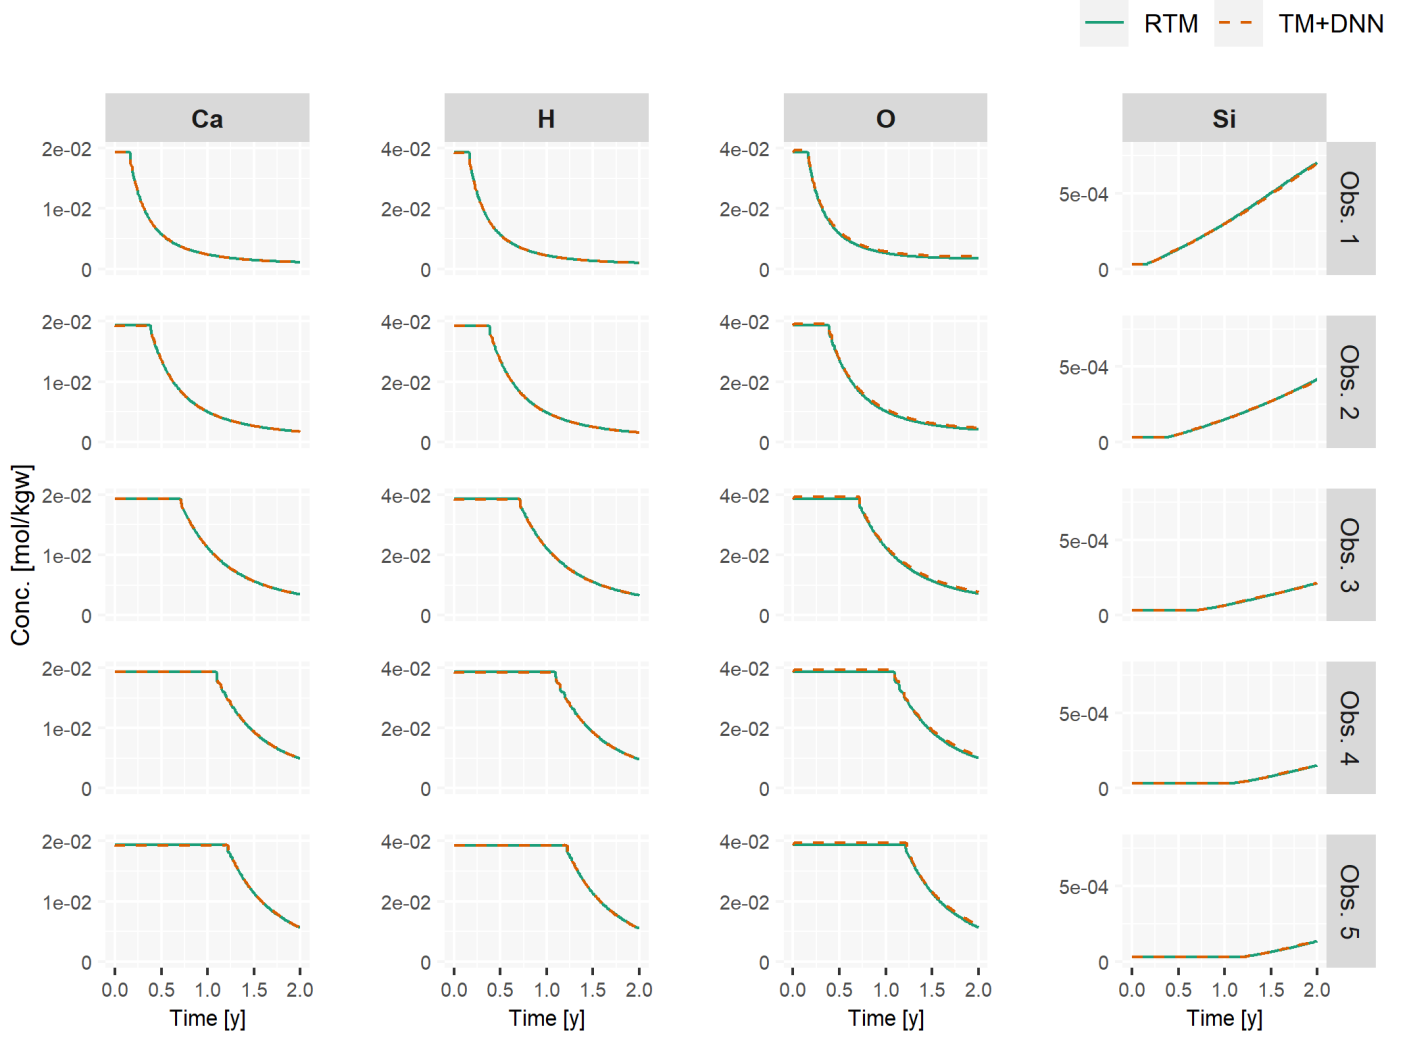 RTM TM+DNN
Ca H O Si
Conc. [mol/kgw]
2e-02 4e-02 4e-02
1e-02 2e-02 2e-02 5e-04
0 0 0 0
Obs. 1
2e-02 4e-02 4e-02
1e-02 2e-02 2e-02 5e-04
0 0 0 0
Obs. 2
2e-02 4e-02 4e-02
1e-02 2e-02 2e-02 5e-04
0 0 0 0
Obs. 3
2e-02 4e-02 4e-02
1e-02 2e-02 2e-02 5e-04
0 0 0 0
Obs. 4
2e-02 4e-02 4e-02
1e-02 2e-02 2e-02 5e-04
0 0 0 0
Obs. 5
0.0 0.5 1.0 1.5 2.0 0.0 0.5 1.0 1.5 2.0 0.0 0.5 1.0 1.5 2.0 0.0 0.5 1.0 1.5 2.0
Time [y] Time [y] Time [y] Time [y]